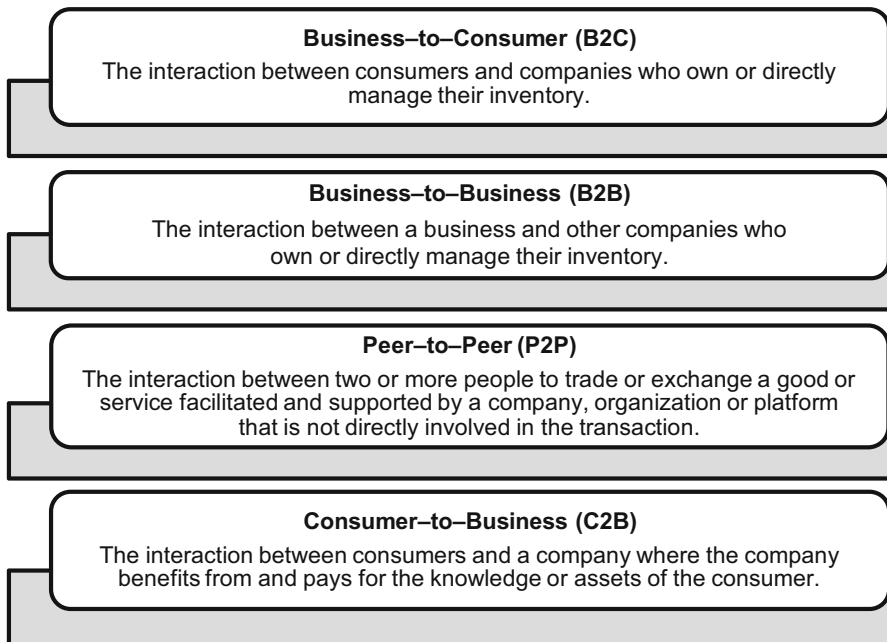 Business–to–Consumer (B2C)
The interaction between consumers and companies who own or directly
manage their inventory.
Business–to–Business (B2B)
The interaction between a business and other companies who
own or directly manage their inventory.
Peer–to–Peer (P2P)
The interaction between two or more people to trade or exchange a good or
service facilitated and supported by a company, organization or platform
that is not directly involved in the transaction.
Consumer–to–Business (C2B)
The interaction between consumers and a company where the company
benefits from and pays for the knowledge or assets of the consumer.